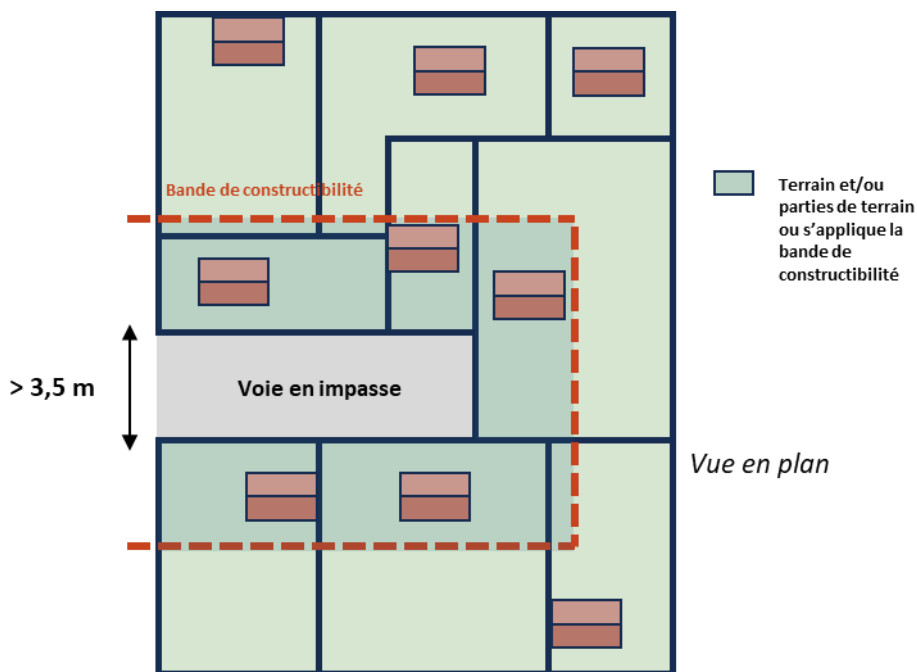 Bande de constructibilité
Terrain et/ou
parties de terrain
ou s’applique la
bande de
constructibilité
> 3,5 m
Voie en impasse
Vue en plan